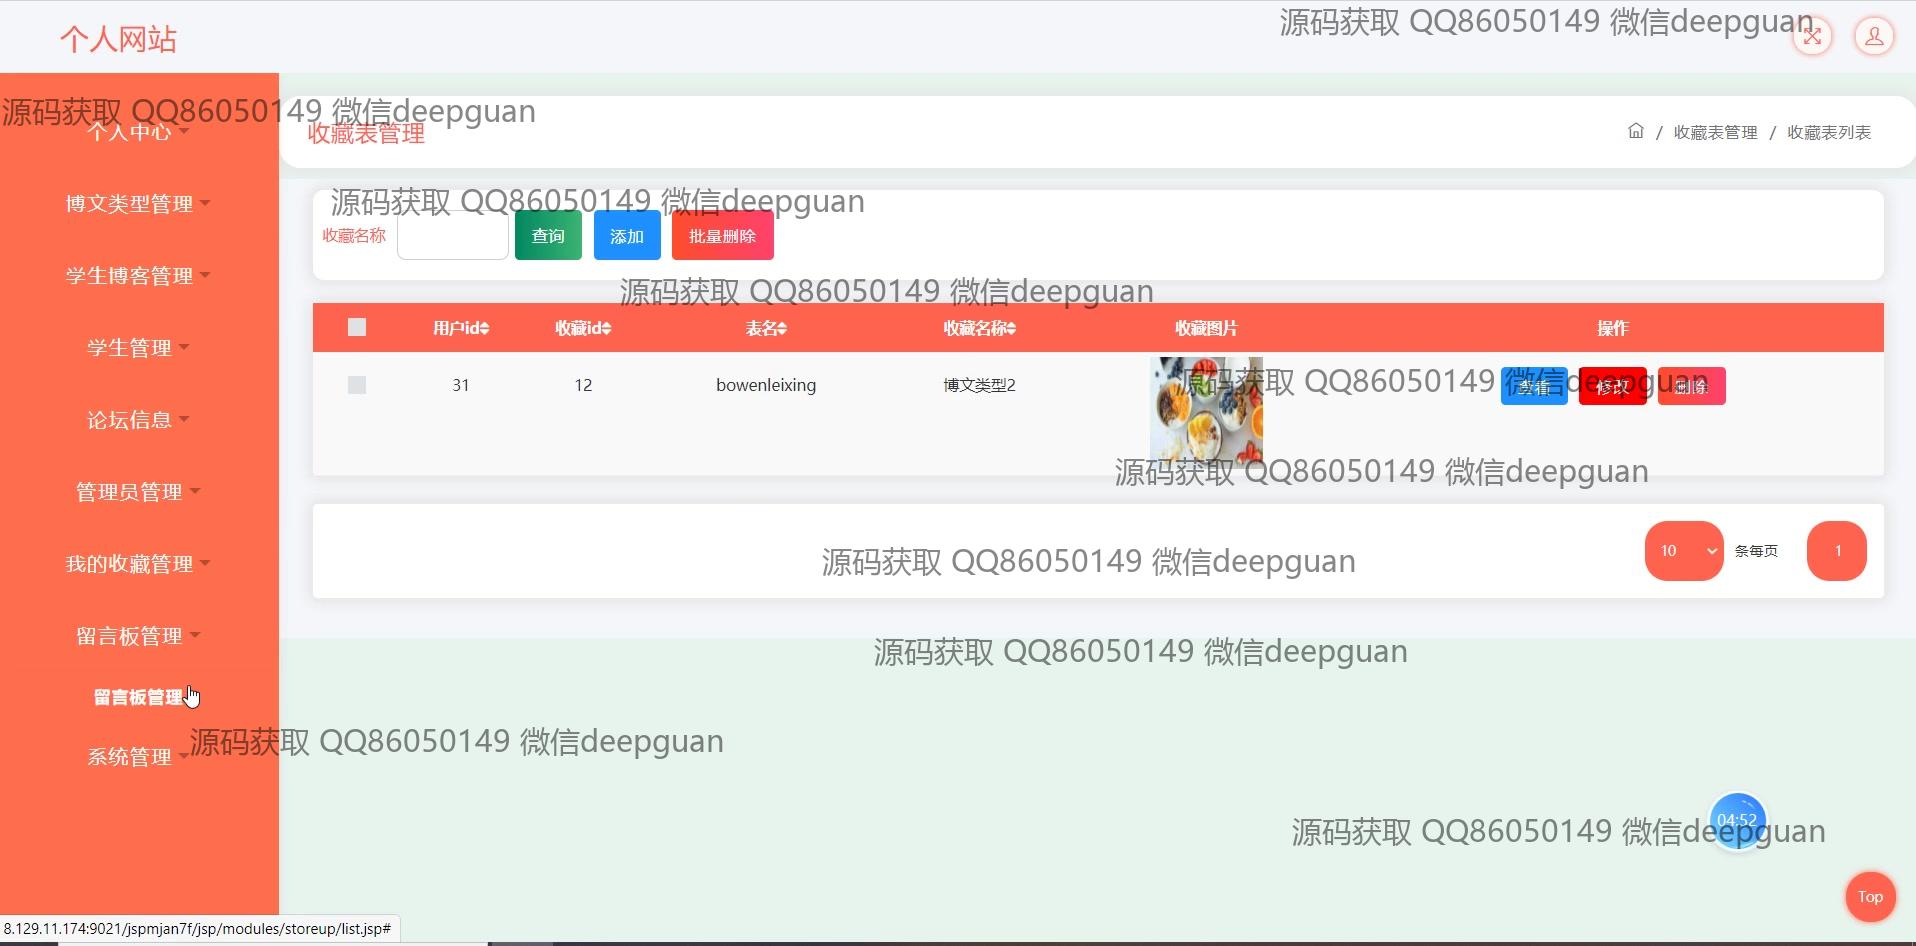 个人网站
源码获取 QQ86050149 微信deepguan
源码获取 QQ86050149 微信deepguan
个人中心
收藏表管理
/ 收藏表管理 / 收藏表列表
博文类型管理
源码获取 QQ86050149 微信deepguan
收藏名称
查询
添加
批量删除
学生博客管理
源码获取 QQ86050149 微信deepguan
用户id 收藏id 表名 收藏名称 收藏图片 操作
学生管理
31 12 bowenleixing 博文类型2
源码获取 QQ86050149 微信deepguan
查看 修改 删除
论坛信息
源码获取 QQ86050149 微信deepguan
管理员管理
10 条每页 1
我的收藏管理
源码获取 QQ86050149 微信deepguan
留言板管理
源码获取 QQ86050149 微信deepguan
留言板管理
源码获取 QQ86050149 微信deepguan
系统管理
04:52
源码获取 QQ86050149 微信deepguan
Top
8.129.11.174:9021/jspmjan7f/jsp/modules/storeup/list.jsp#